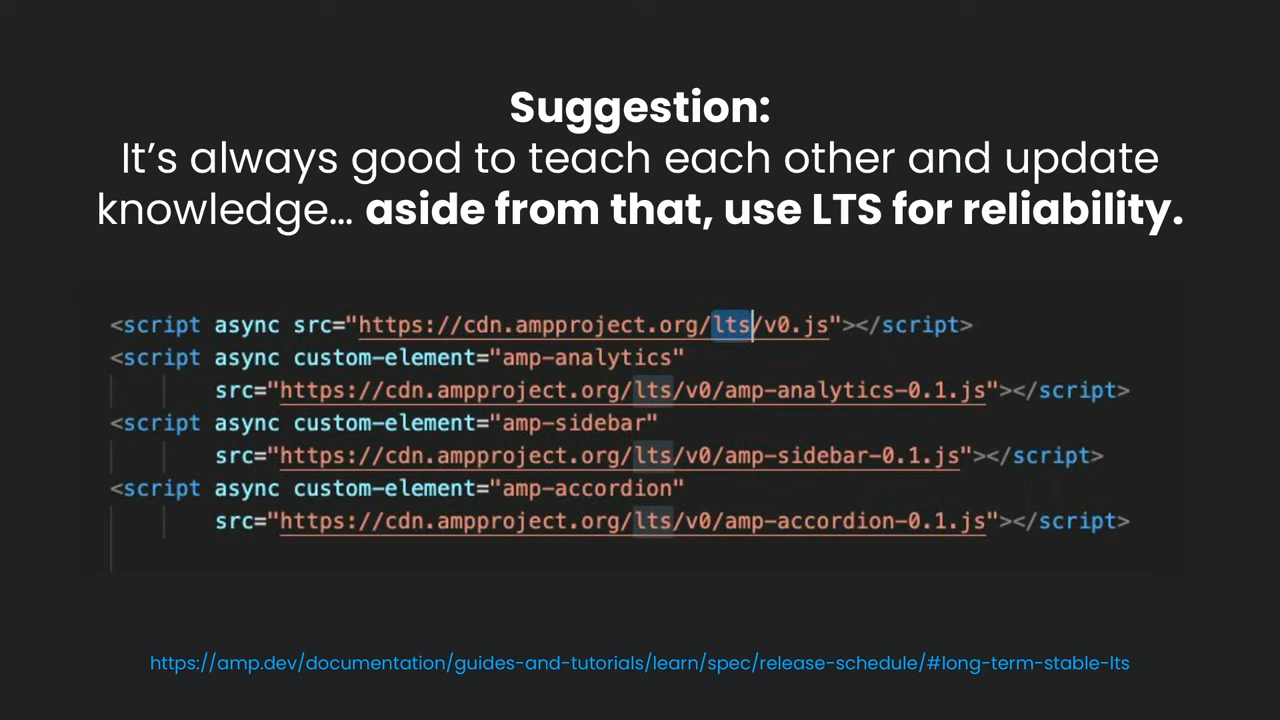 Suggestion:
It’s always good to teach each other and update
knowledge… aside from that, use LTS for reliability.
<script async src="https://cdn.ampproject.org/lts/v0.js"></script>
<script async custom-element="amp-analytics"
src="https://cdn.ampproject.org/lts/v0/amp-analytics-0.1.js"></script>
<script async custom-element="amp-sidebar"
src="https://cdn.ampproject.org/lts/v0/amp-sidebar-0.1.js"></script>
<script async custom-element="amp-accordion"
src="https://cdn.ampproject.org/lts/v0/amp-accordion-0.1.js"></script>
https://amp.dev/documentation/guides-and-tutorials/learn/spec/release-schedule/#long-term-stable-lts